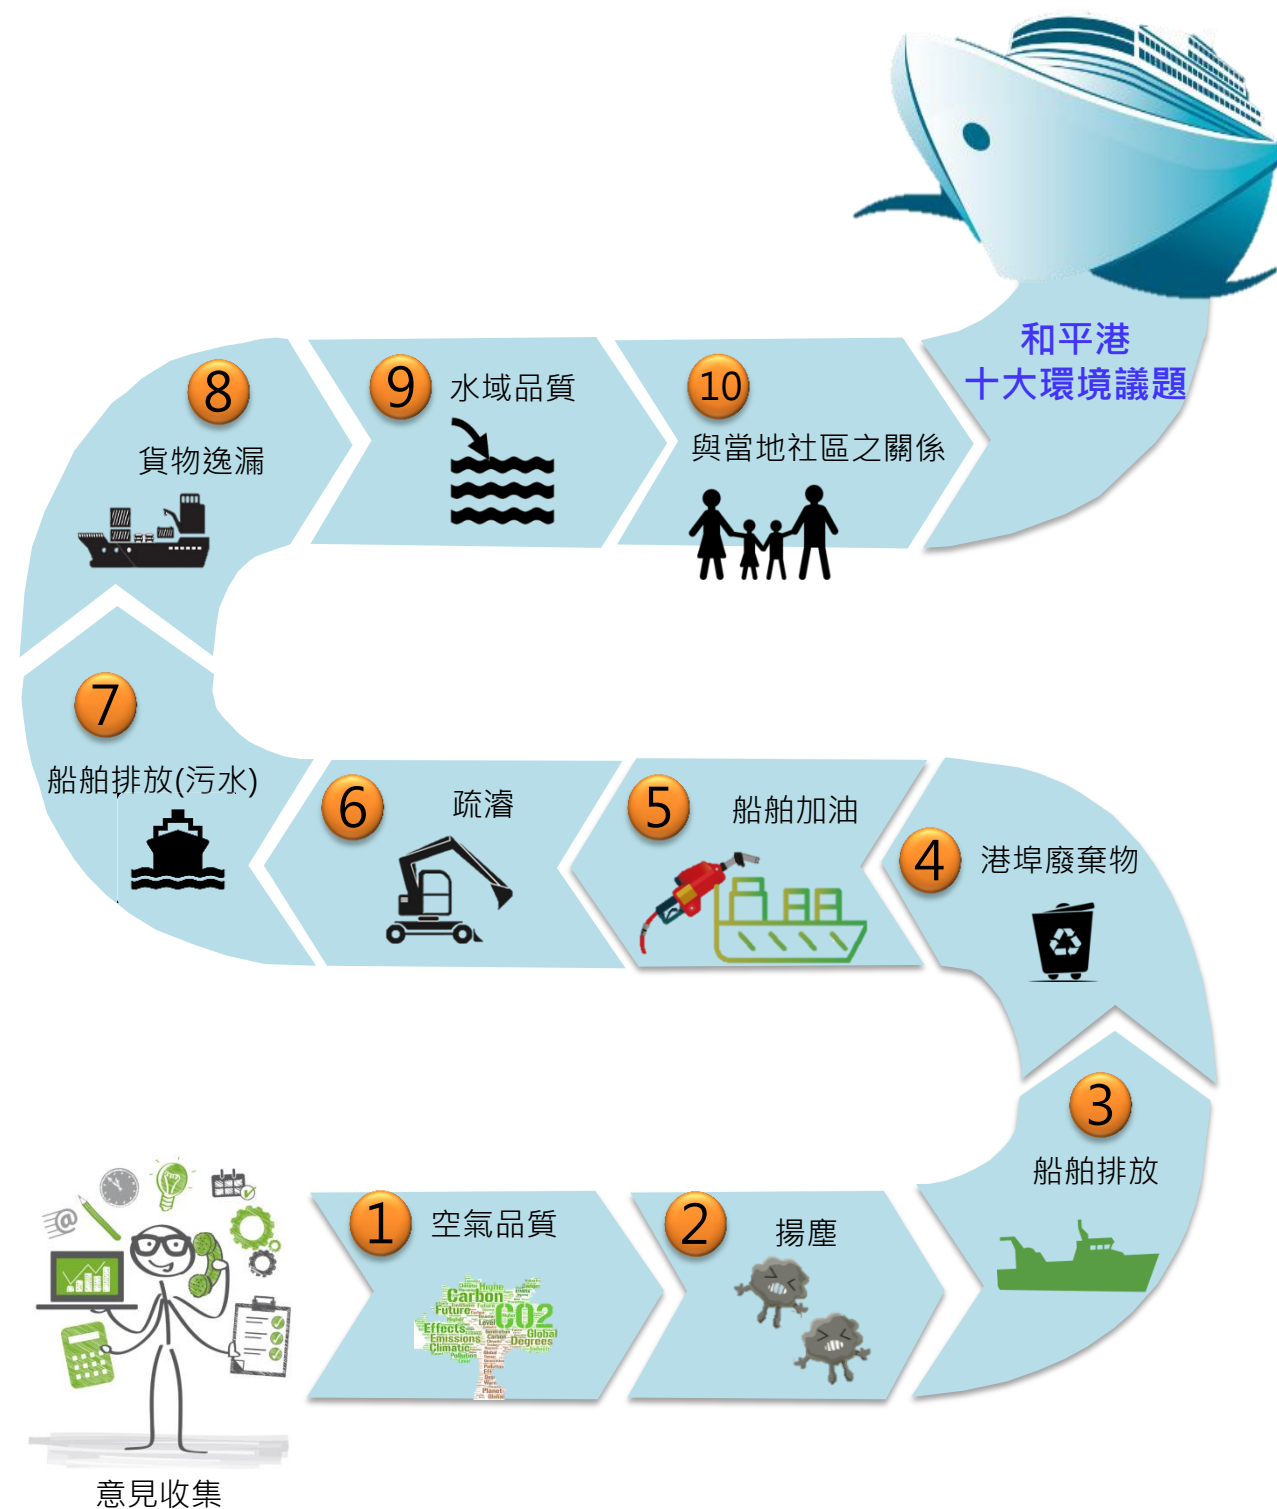 和平港
十大環境議題
8
貨物逸漏
9
水域品質
10
與當地社區之關係
7
船舶排放(污水)
6
疏濬
5
船舶加油
4
港埠廢棄物
3
船舶排放
1
空氣品質
Carbon
Higher
CO2
Future
Level
Effects
Emissions
Climatic
Global
Degrees
Planet
2
揚塵
@
意見收集